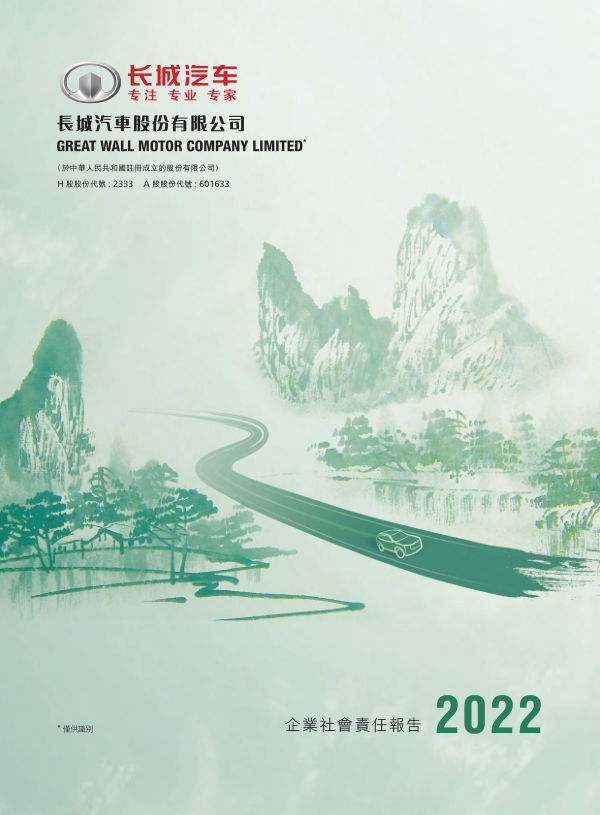 长城汽车
专注 专业 专家
長城汽車股份有限公司
GREAT WALL MOTOR COMPANY LIMITED*
（於中華人民共和國註冊成立的股份有限公司）
H 股股份代號 : 2333 A 股股份代號 : 601633
企業社會責任報告 2022
* 僅供識別